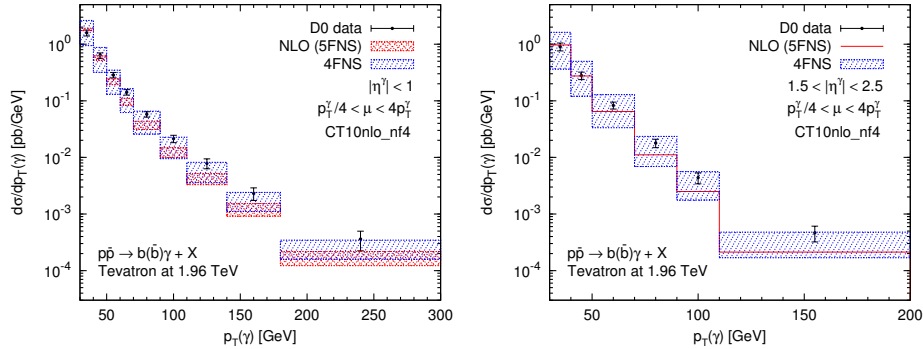 D0 data
NLO (5FNS)
4FNS
|η^γ| < 1
p_T^γ/4 < μ < 4p_T^γ
CT10nlo_nf4
dσ/dp_T(γ) [pb/GeV]
10^0
10^-1
10^-2
10^-3
10^-4
pp̄ → b(b̄)γ + X
Tevatron at 1.96 TeV
50 100 150 200 250 300
p_T(γ) [GeV]
D0 data
NLO (5FNS)
4FNS
1.5 < |η^γ| < 2.5
p_T^γ/4 < μ < 4p_T^γ
CT10nlo_nf4
dσ/dp_T(γ) [pb/GeV]
10^0
10^-1
10^-2
10^-3
10^-4
pp̄ → b(b̄)γ + X
Tevatron at 1.96 TeV
40 60 80 100 120 140 160 180 200
p_T(γ) [GeV]